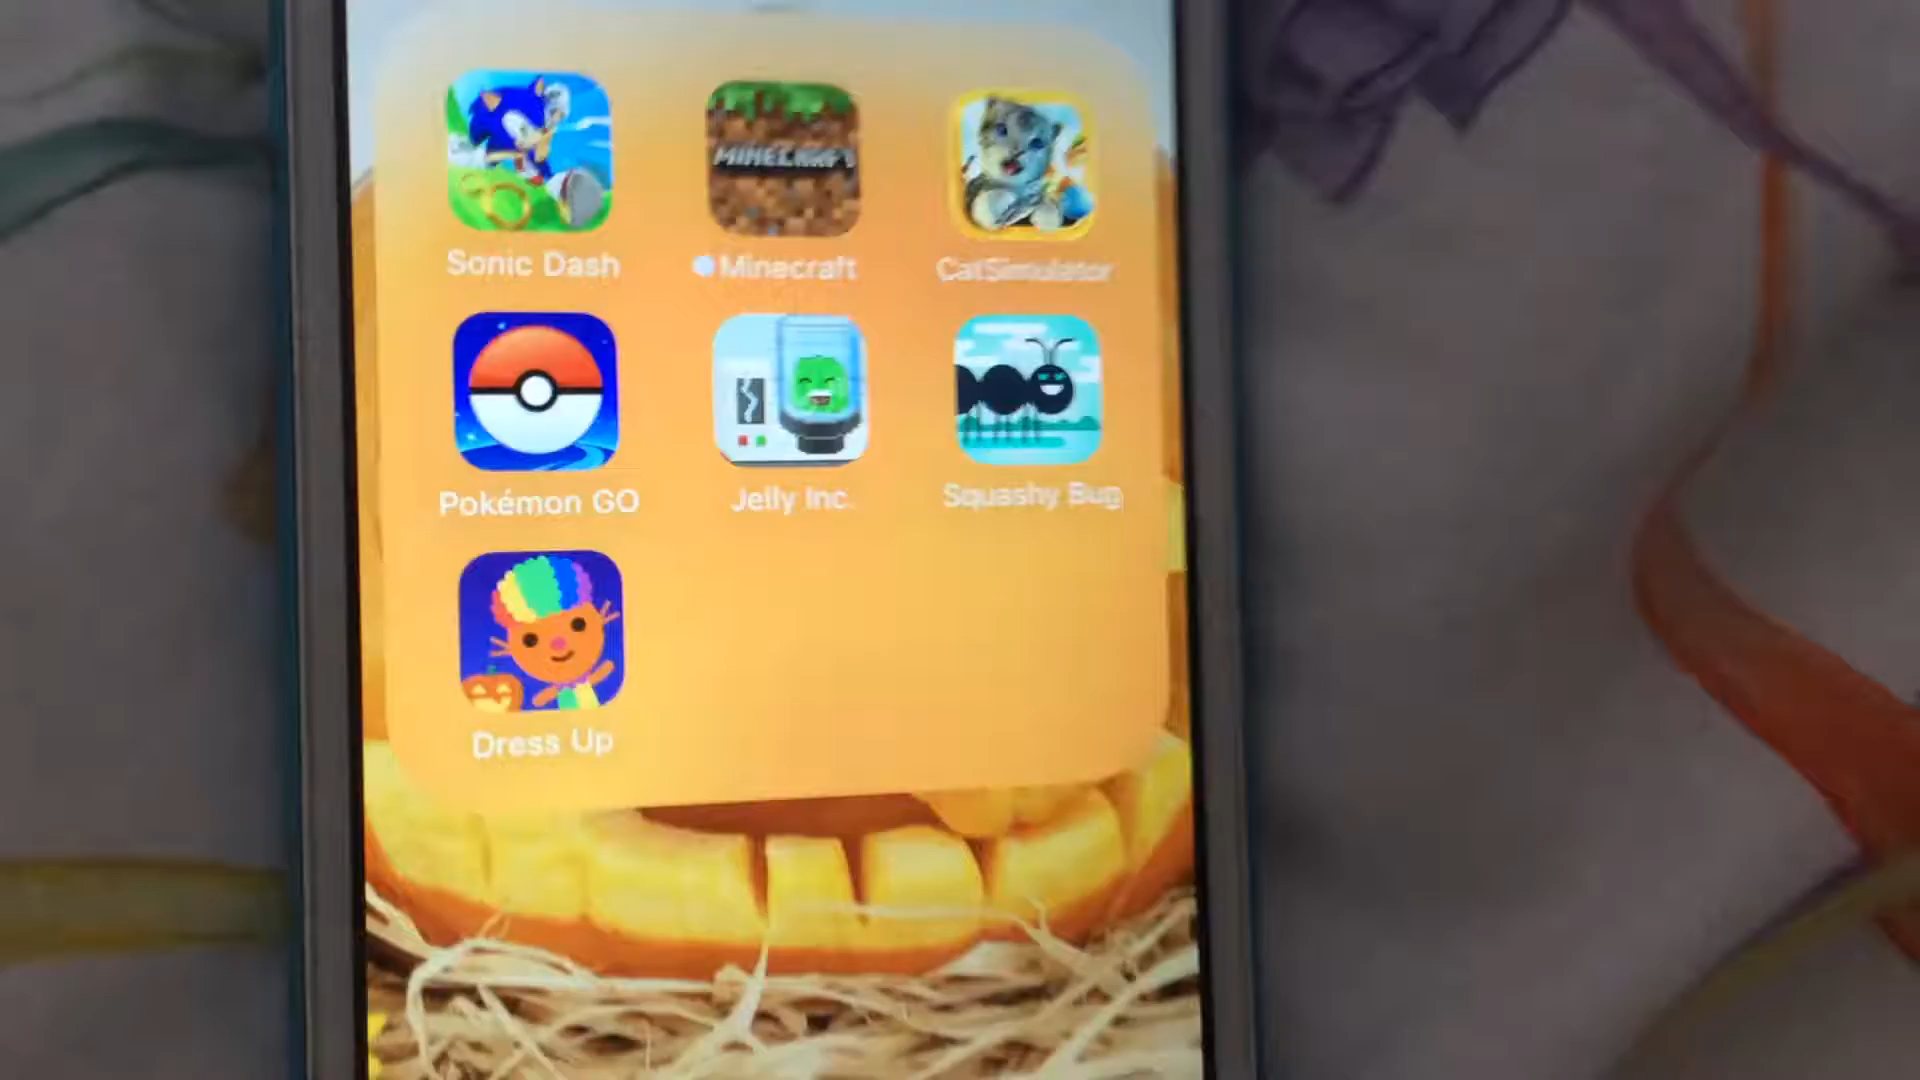 MINECRAFT
Sonic Dash
Minecraft
CatSimulator
Pokémon GO
Jelly Inc.
Squashy Bug
Dress Up